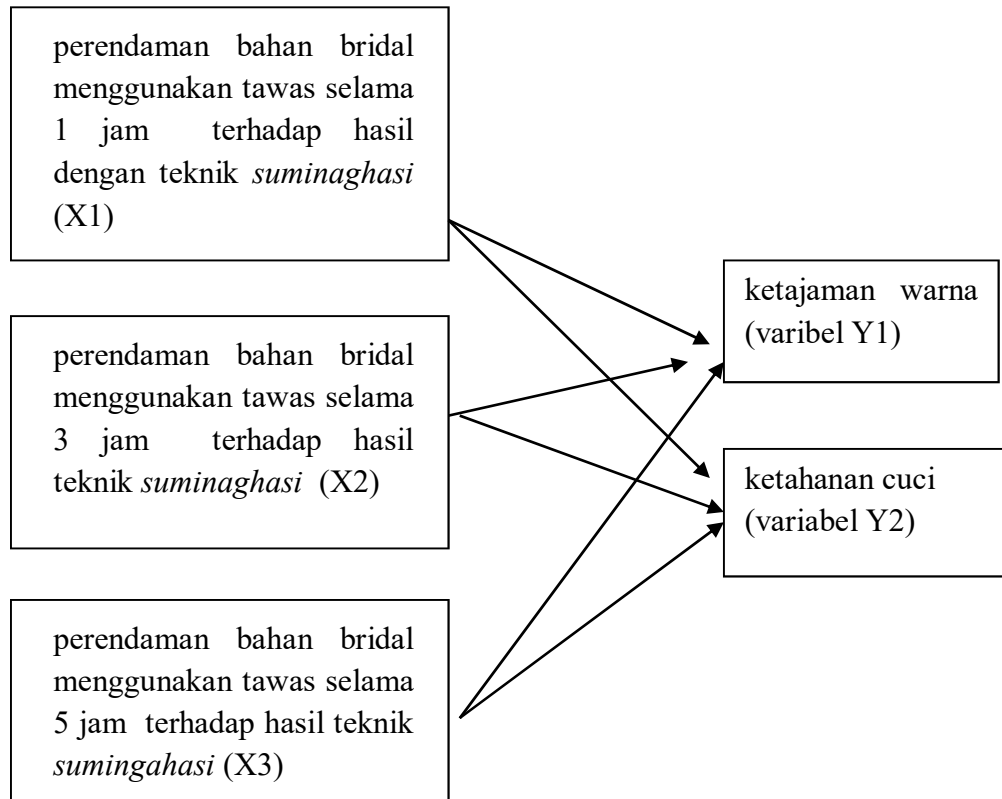 perendaman bahan bridal
menggunakan tawas selama
1 jam terhadap hasil
dengan teknik suminaghasi
(X1)
perendaman bahan bridal
menggunakan tawas selama
3 jam terhadap hasil
teknik suminaghasi (X2)
perendaman bahan bridal
menggunakan tawas selama
5 jam terhadap hasil teknik
sumingahasi (X3)
ketajaman warna
(varibel Y1)
ketahanan cuci
(variabel Y2)